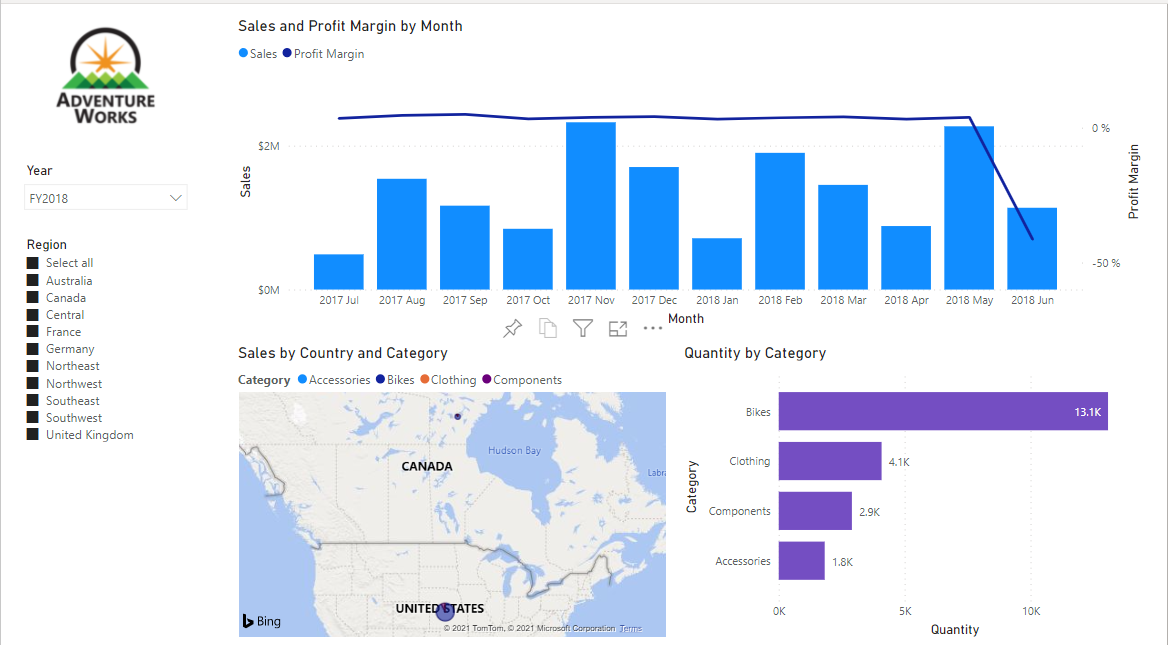 ADVENTURE
WORKS
Year
FY2018
Region
Select all
Australia
Canada
Central
France
Germany
Northeast
Northwest
Southeast
Southwest
United Kingdom
Sales and Profit Margin by Month
Sales Profit Margin
Sales
$2M
$0M
0 %
-50 %
Profit Margin
2017 Jul 2017 Aug 2017 Sep 2017 Oct 2017 Nov 2017 Dec 2018 Jan 2018 Feb 2018 Mar 2018 Apr 2018 May 2018 Jun
Month
Sales by Country and Category
Category Accessories Bikes Clothing Components
Hudson Bay
CANADA
Labra
UNITED STATES
Bing
© 2021 TomTom, © 2021 Microsoft Corporation Terms
Quantity by Category
Category
Bikes 13.1K
Clothing 4.1K
Components 2.9K
Accessories 1.8K
0K 5K 10K
Quantity